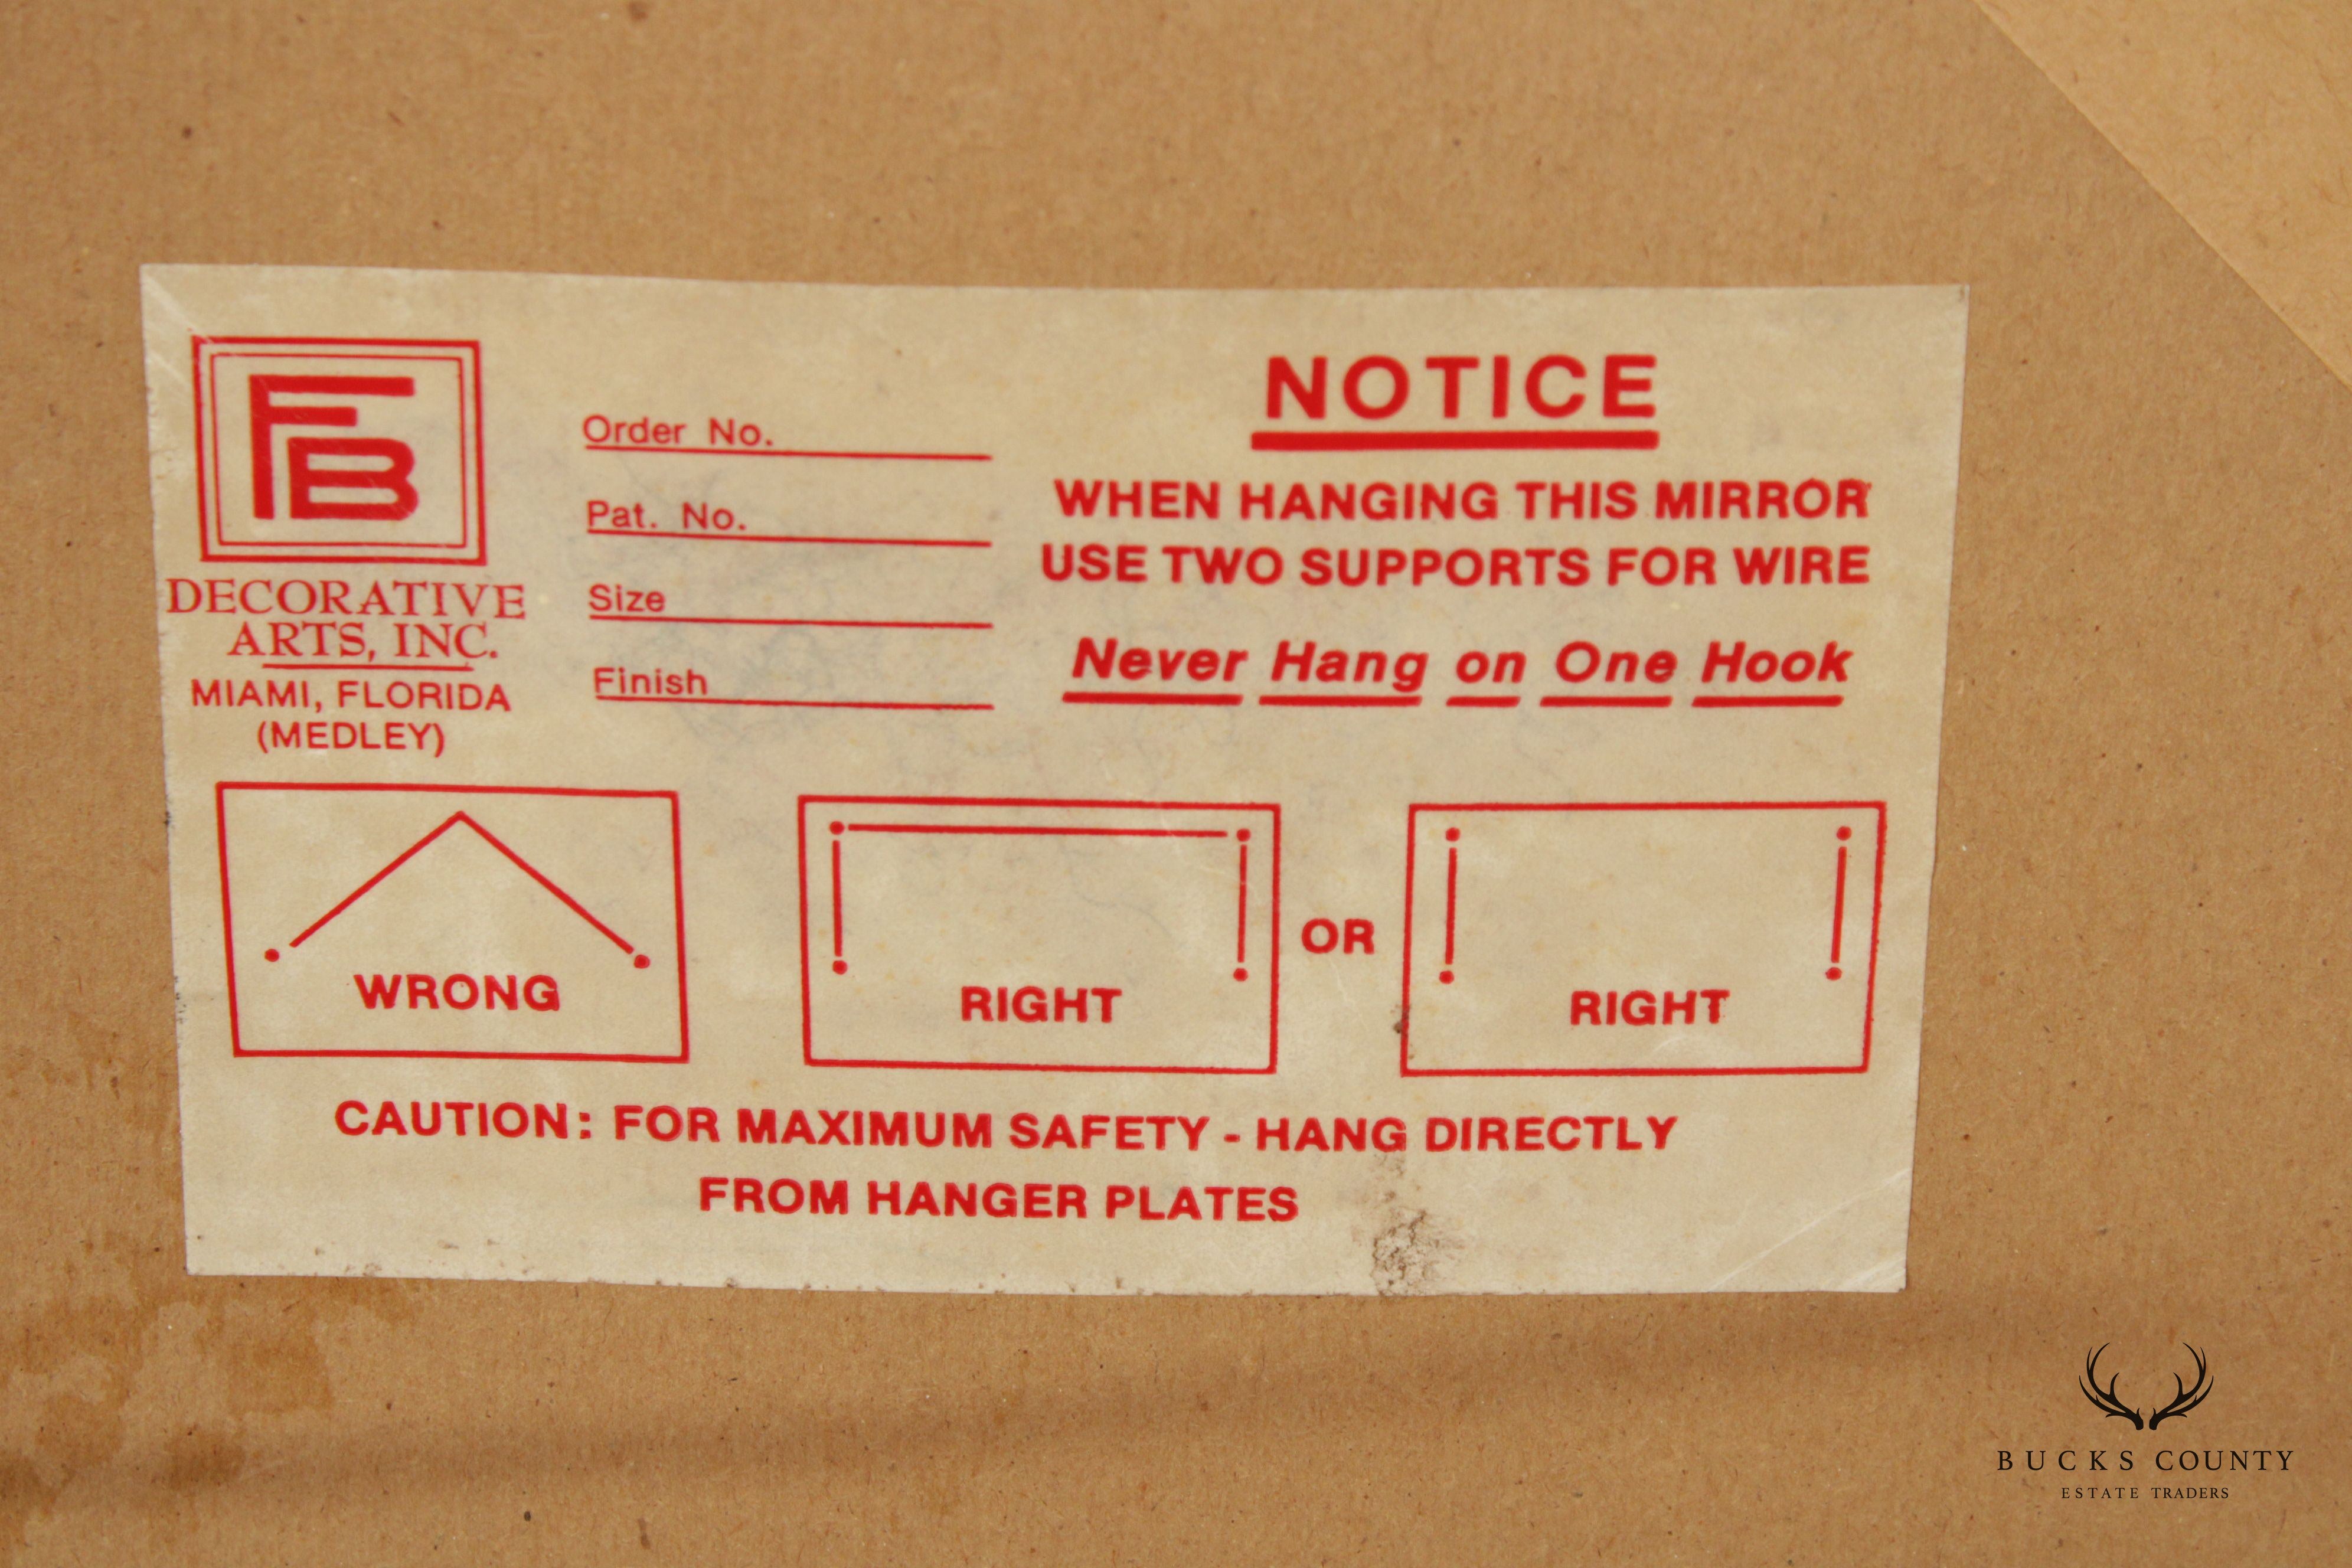 FB
DECORATIVE
ARTS, INC.
MIAMI, FLORIDA
(MEDLEY)
Order No.
Pat. No.
Size
Finish
NOTICE
WHEN HANGING THIS MIRROR
USE TWO SUPPORTS FOR WIRE
Never Hang on One Hook
WRONG
RIGHT
OR
RIGHT
CAUTION: FOR MAXIMUM SAFETY - HANG DIRECTLY
FROM HANGER PLATES
BUCKS COUNTY
ESTATE TRADERS